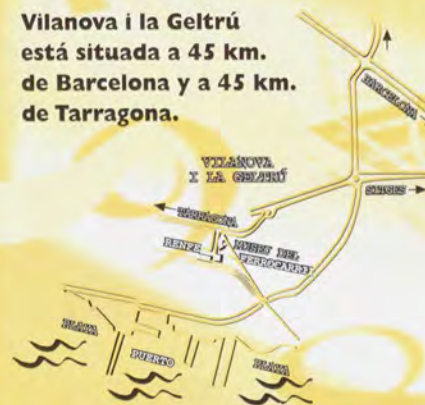 Vilanova i la Geltrú
está situada a 45 km.
de Barcelona y a 45 km.
de Tarragona.
BARCELONA
VILANOVA
I LA GELTRÚ
SITGES
TARRAGONA
RENFE
MUSEU DEL
FERROCARRIL
PLAYA
PUERTO
PLAYA